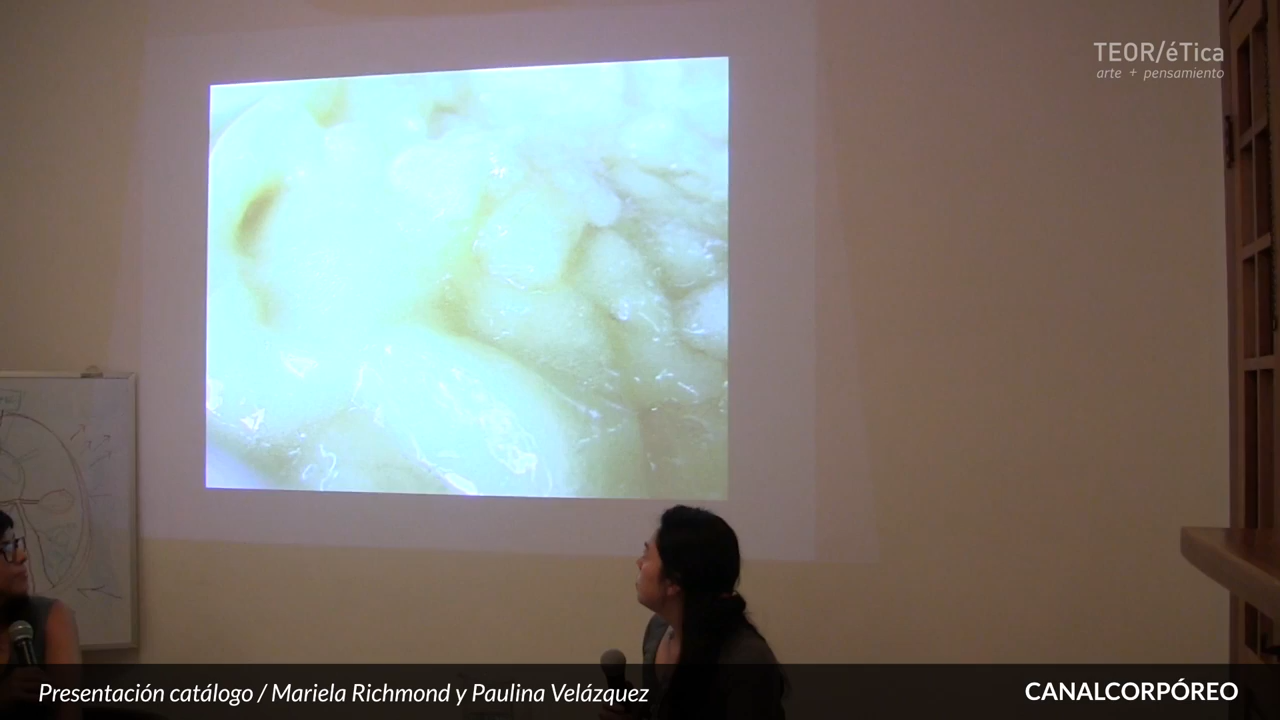 TEOR/éTica
arte + pensamiento
Presentación catálogo / Mariela Richmond y Paulina Velázquez
CANALCORPÓREO